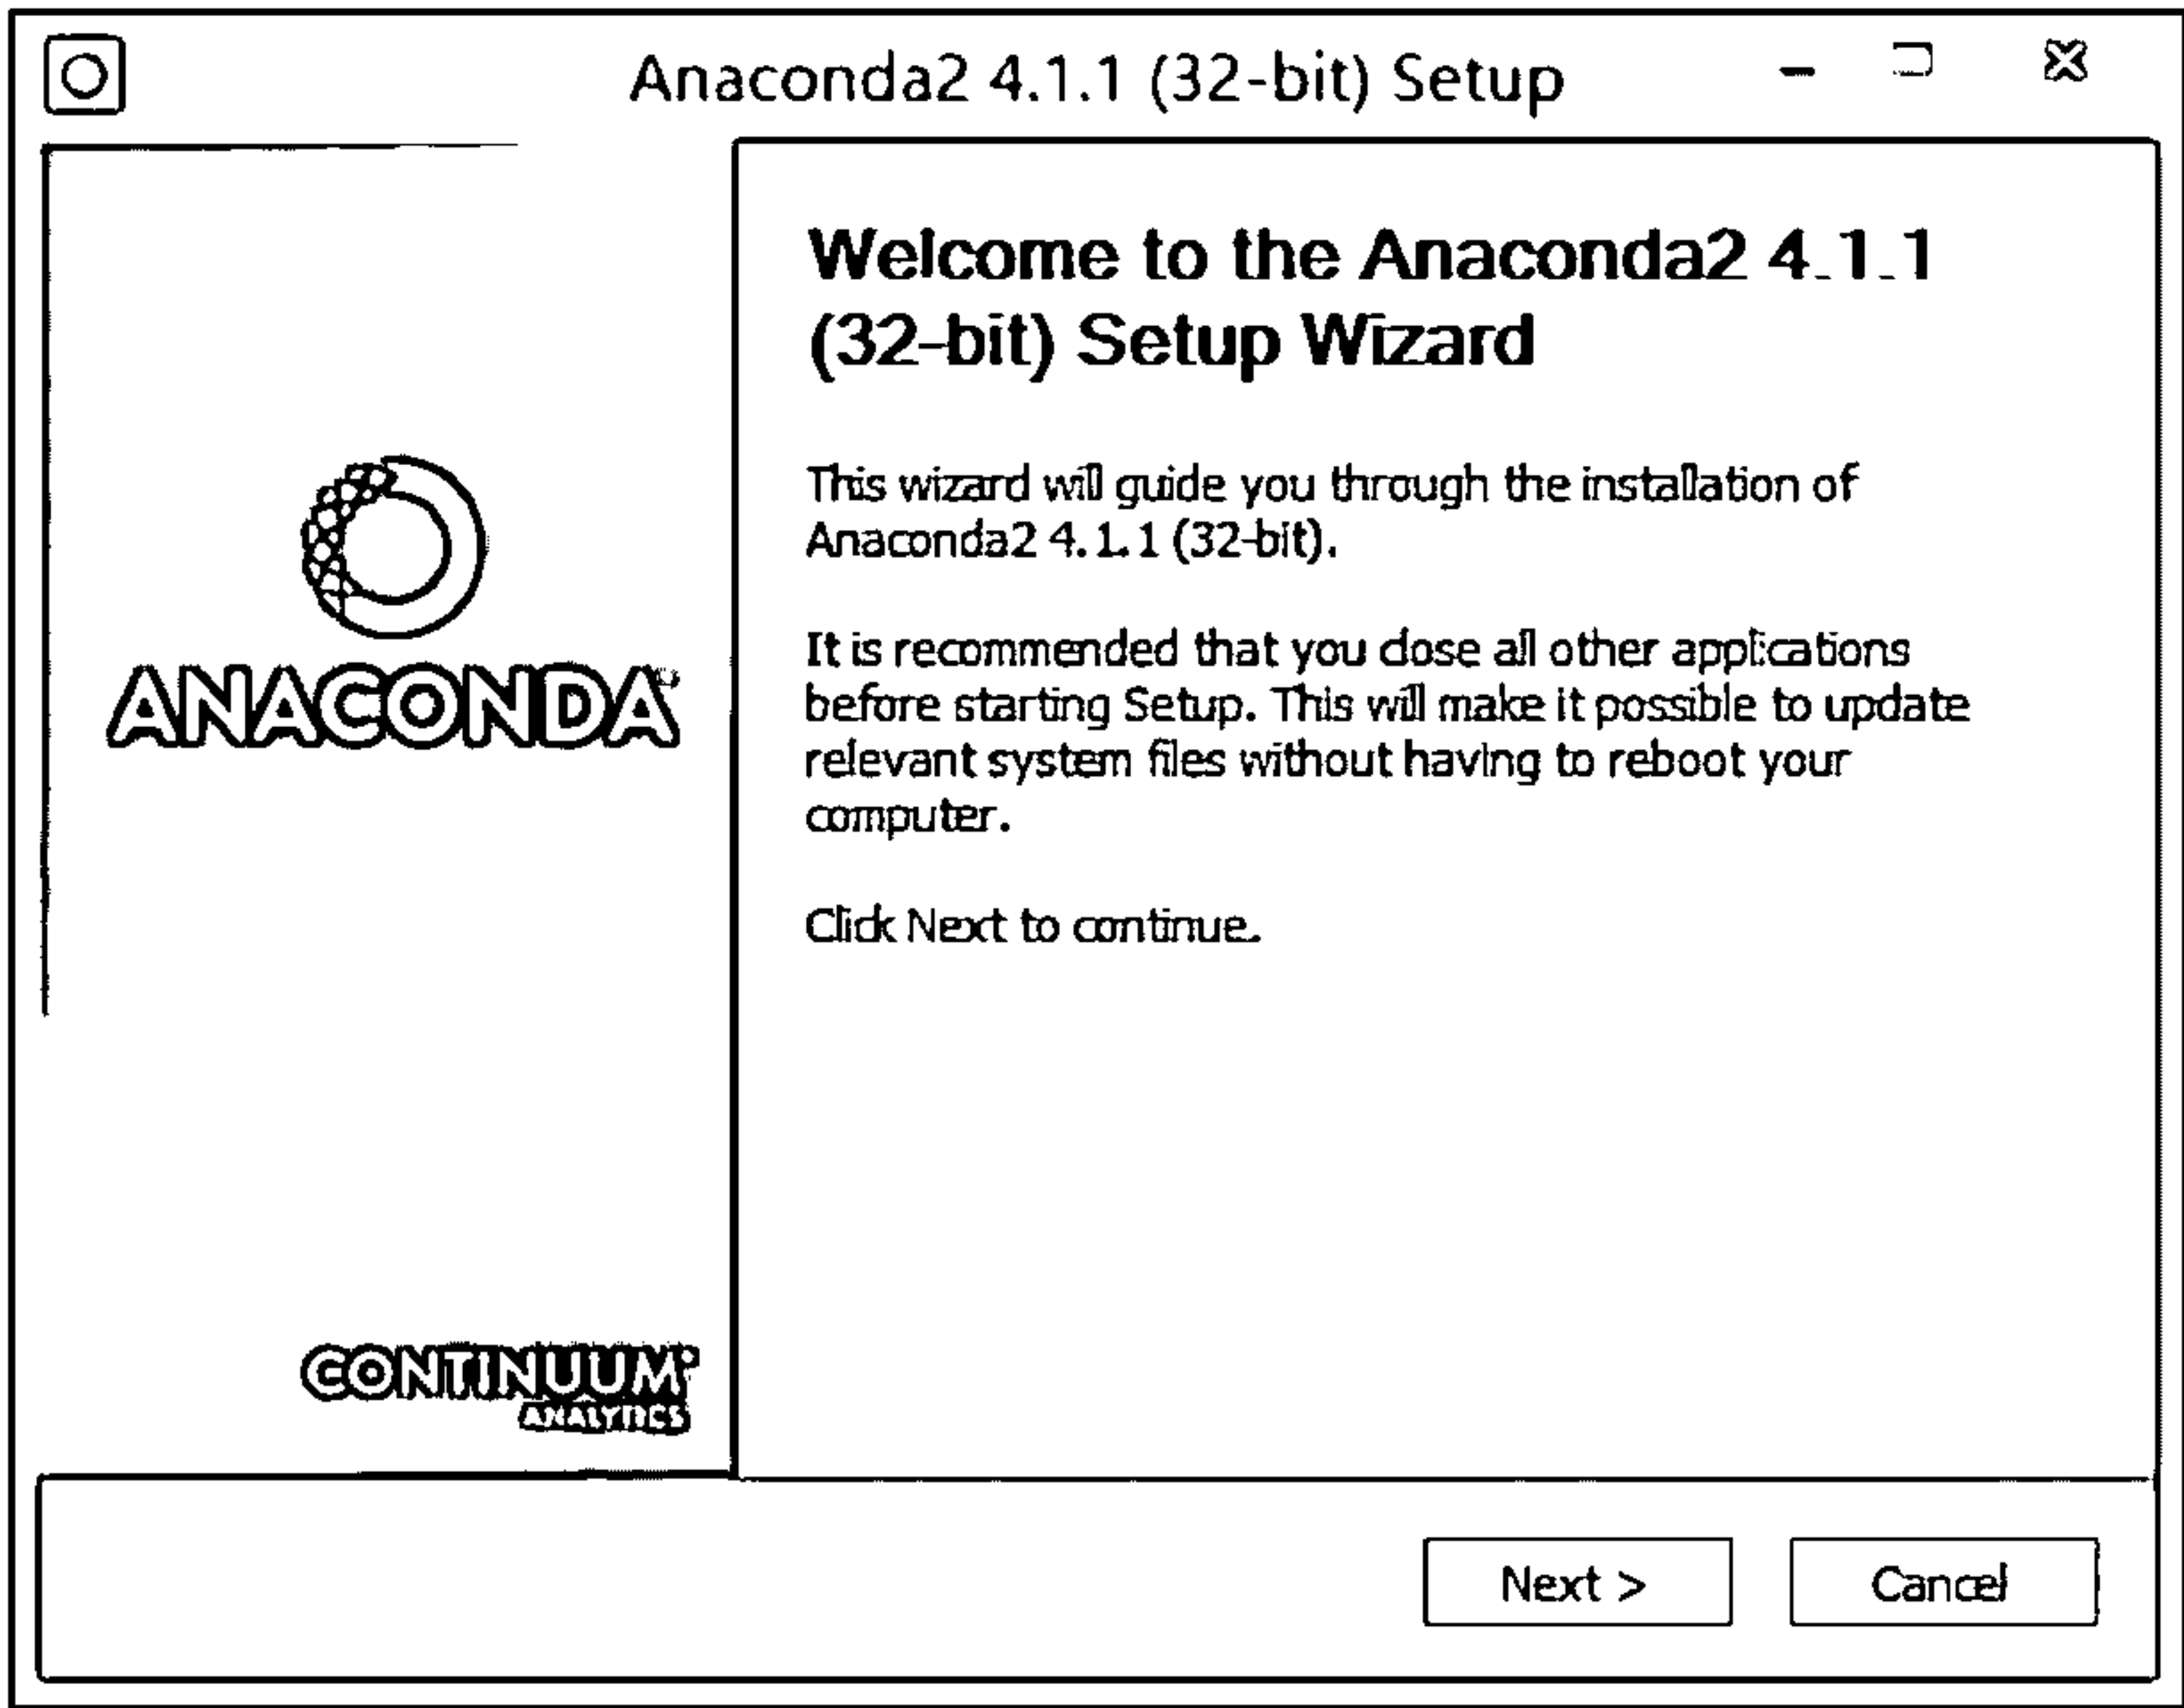 Anaconda2 4.1.1 (32-bit) Setup
Welcome to the Anaconda2 4.1.1
(32-bit) Setup Wizard
This wizard will guide you through the installation of
Anaconda2 4.1.1 (32-bit).
It is recommended that you close all other applications
before starting Setup. This will make it possible to update
relevant system files without having to reboot your
computer.
Click Next to continue.
ANACONDA
CONTINUUM
ANALYTICS
Next >
Cancel